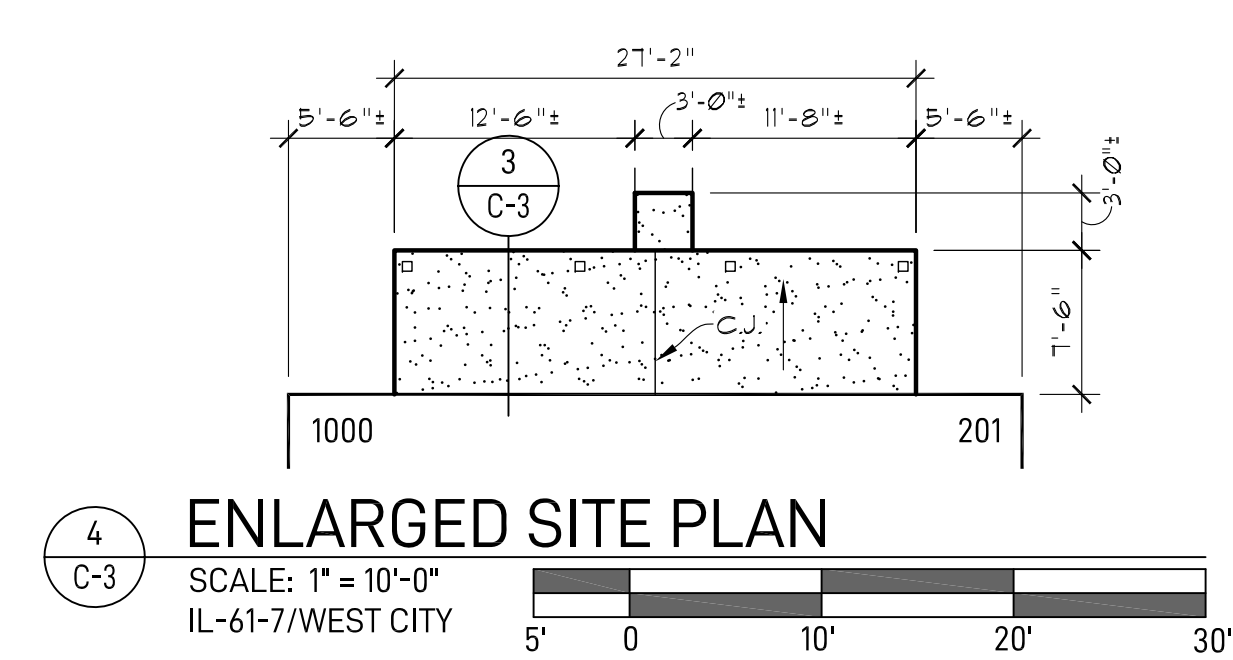 27'-2"
5'-6"±
12'-6"±
3'-0"±
11'-8"±
5'-6"±
3'-0"±
7'-6"
3
C-3
C.J.
1000
201
4
C-3
ENLARGED SITE PLAN
SCALE: 1" = 10'-0"
IL-61-7/WEST CITY
5' 0 10' 20' 30'